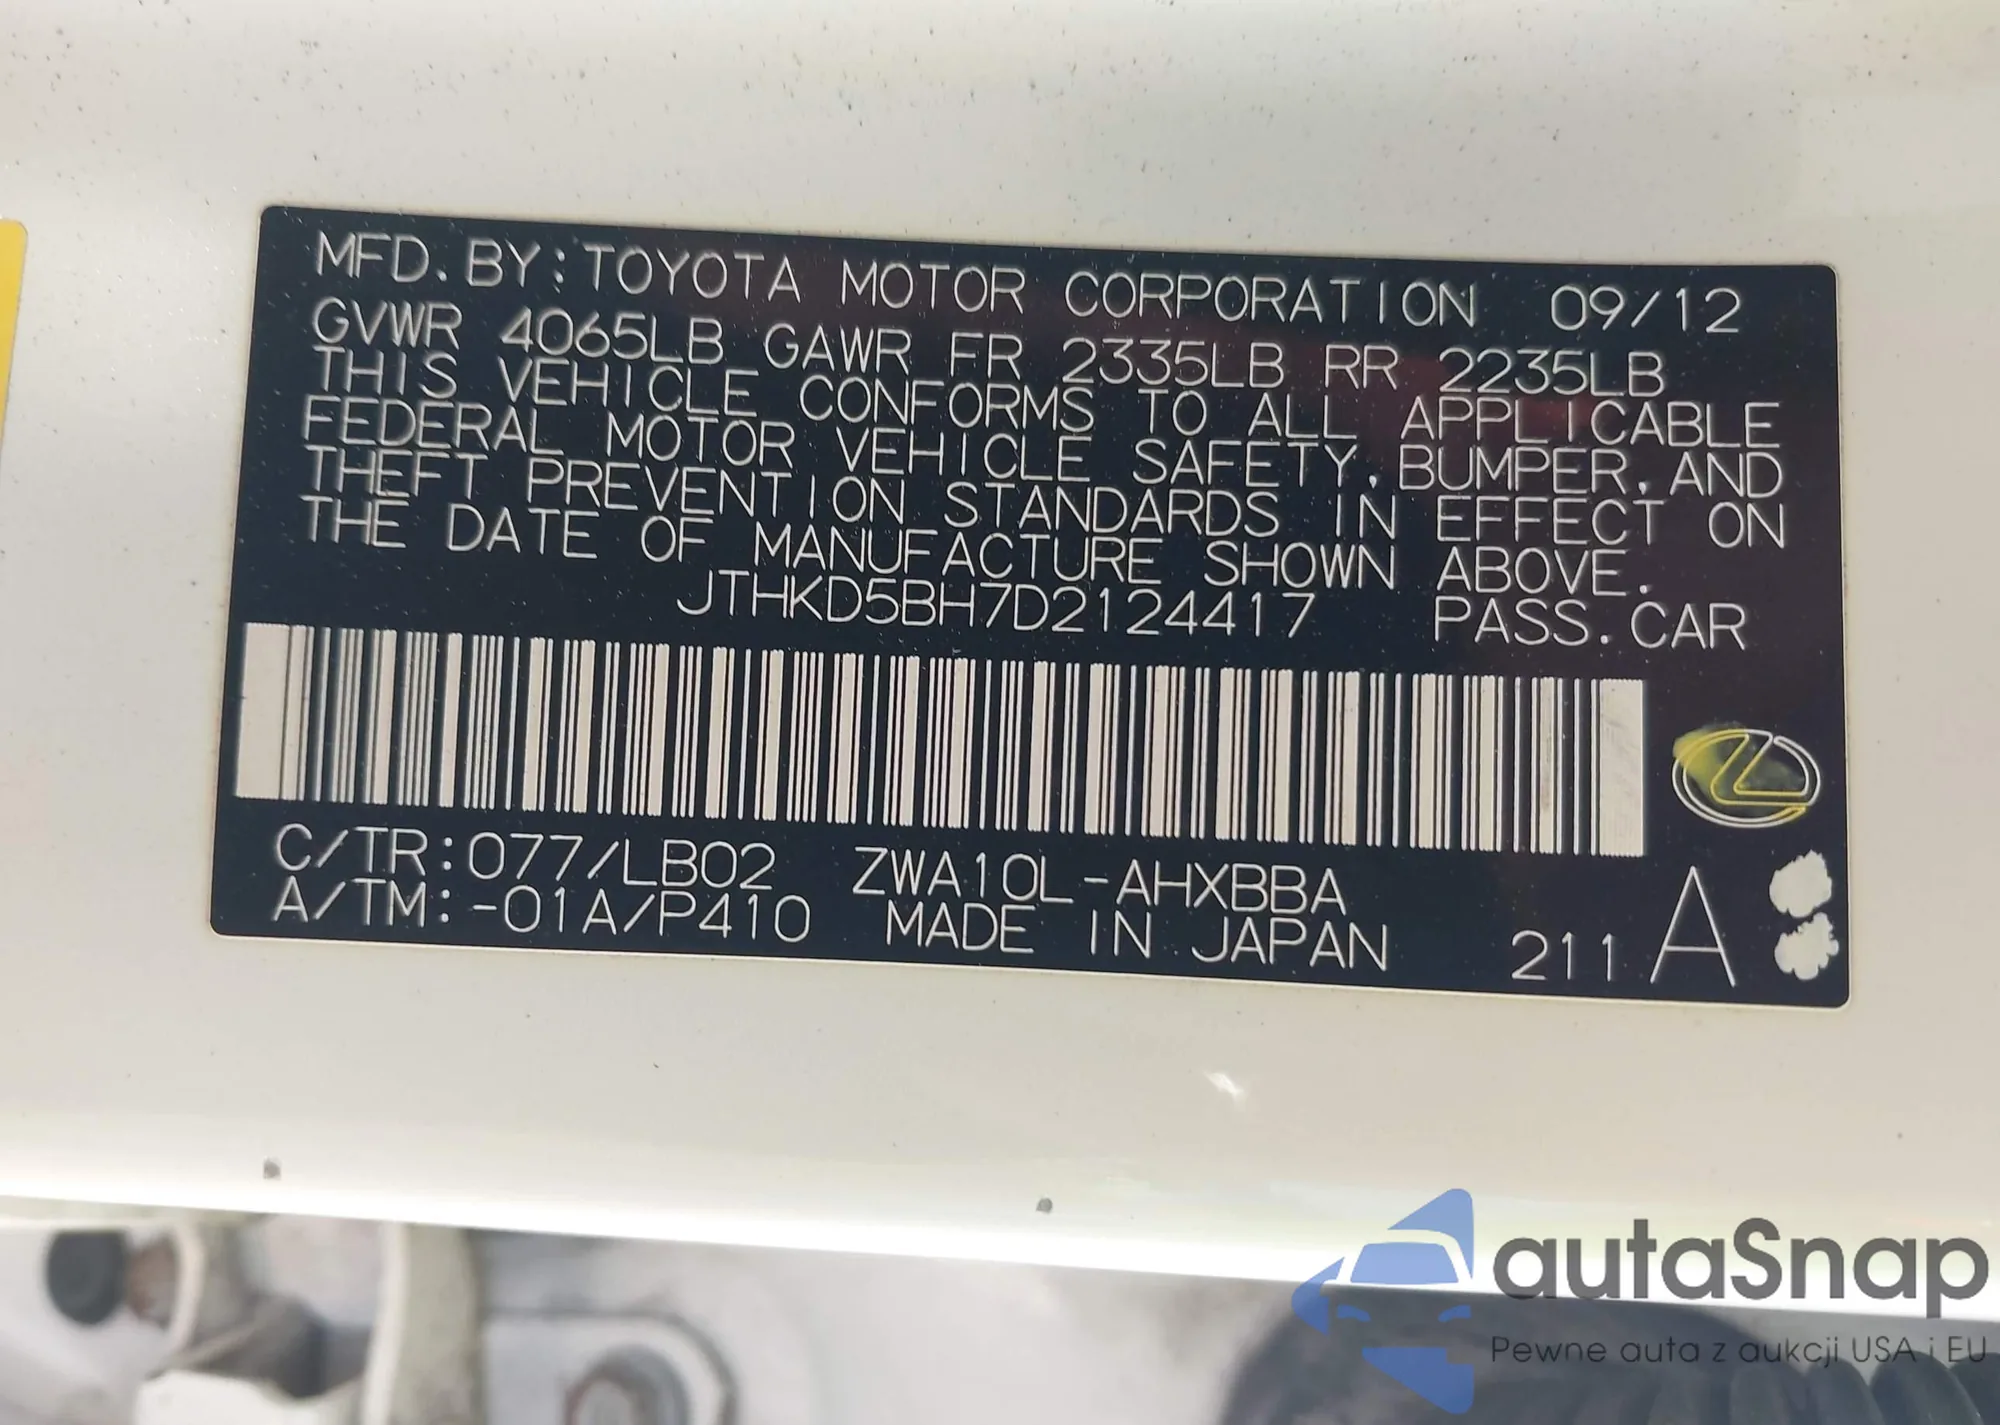 MFD.BY:TOYOTA MOTOR CORPORATION 09/12
GVWR 4065LB GAWR FR 2335LB RR 2235LB
THIS VEHICLE CONFORMS TO ALL APPLICABLE
FEDERAL MOTOR VEHICLE SAFETY,BUMPER,AND
THEFT PREVENTION STANDARDS IN EFFECT ON
THE DATE OF MANUFACTURE SHOWN ABOVE.
JTHKD5BH7D2124417 PASS.CAR
C/TR:077/LB02 ZWA10L-AHXBBA
A/TM:-01A/P410 MADE IN JAPAN 211 A
autaSnap
Pewne auta z aukcji USA i EU